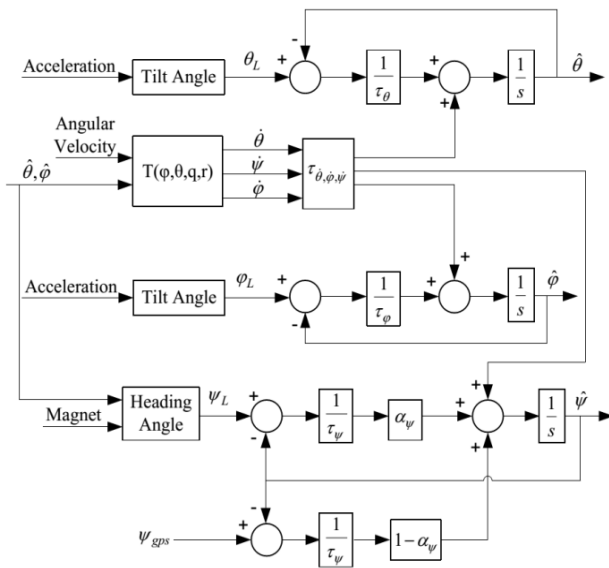 Acceleration
Tilt Angle
θ_L
+
-
1/τ_θ
+
+
1/s
θ̂
Angular
Velocity
θ̂,φ̂
T(φ,θ,q,r)
θ̇
ψ̇
φ̇
τ_θ̇,φ̇,ψ̇
Acceleration
Tilt Angle
φ_L
+
-
1/τ_φ
+
+
1/s
φ̂
Magnet
Heading
Angle
ψ_L
+
-
1/τ_ψ
α_ψ
+
+
+
1/s
ψ̂
ψ_gps
+
-
1/τ_ψ
1-α_ψ